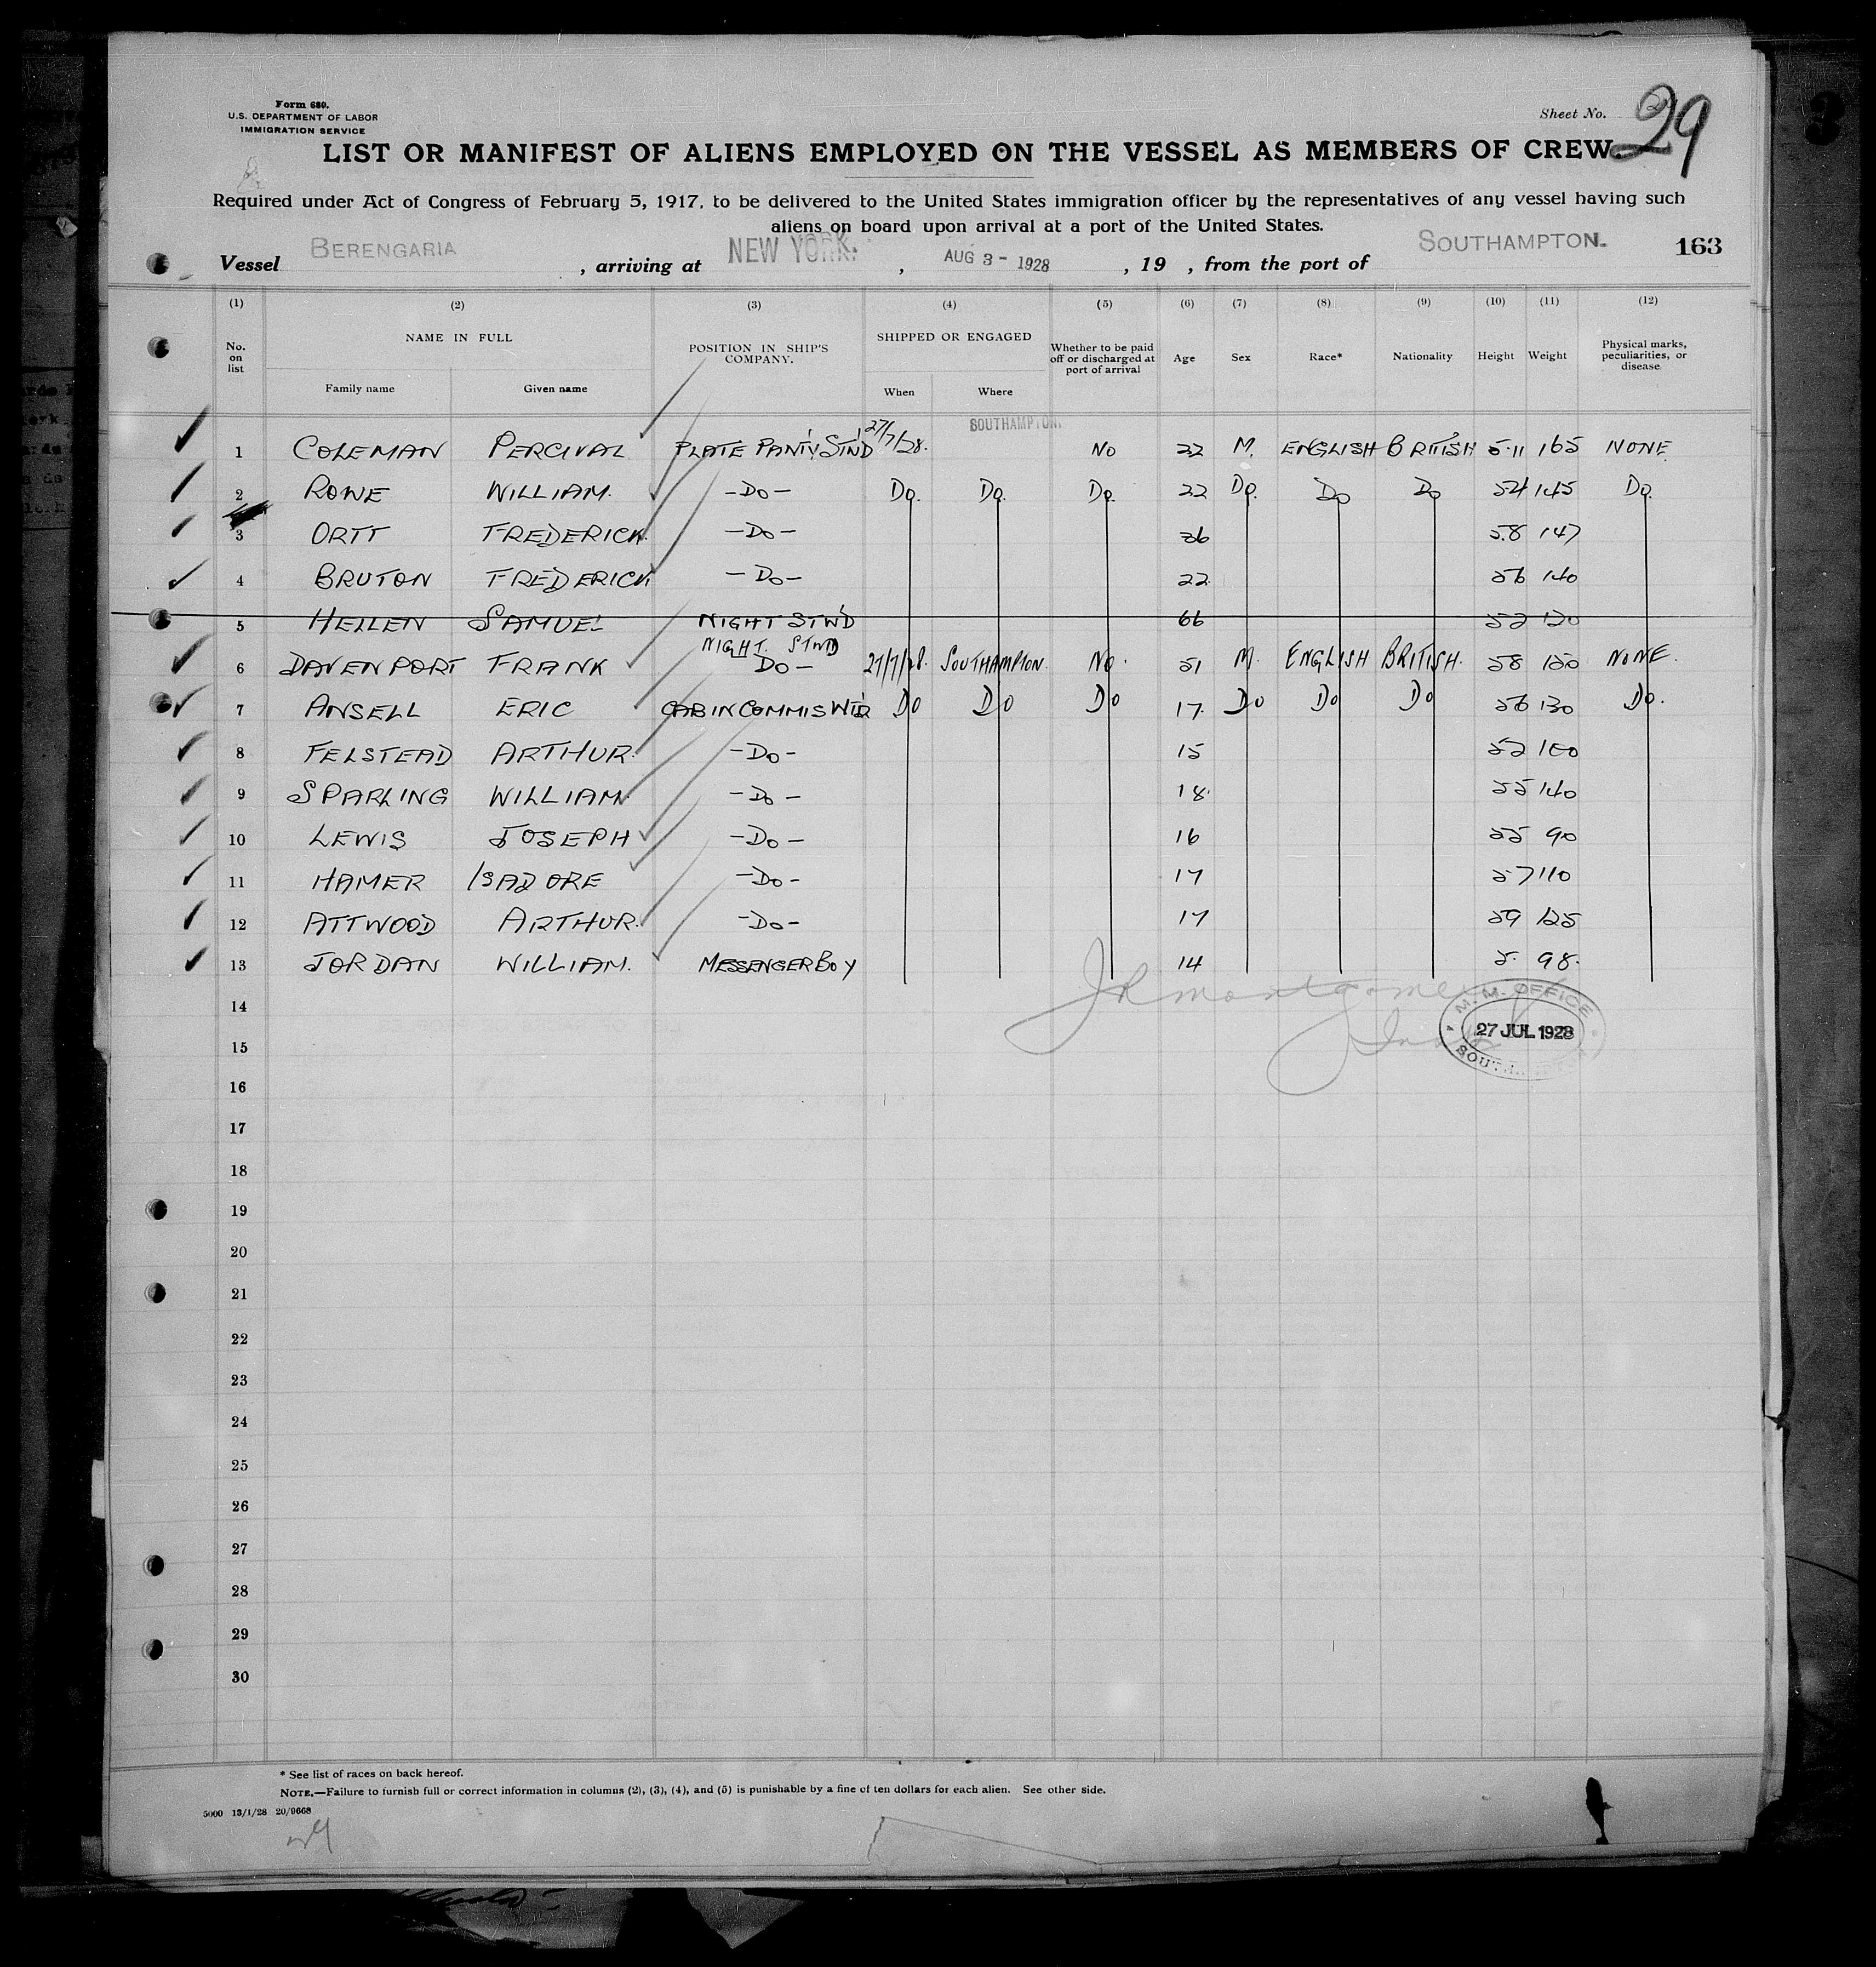 Form 680.
U.S. DEPARTMENT OF LABOR
IMMIGRATION SERVICE
Sheet No. 29
LIST OR MANIFEST OF ALIENS EMPLOYED ON THE VESSEL AS MEMBERS OF CREW.
Required under Act of Congress of February 5, 1917, to be delivered to the United States immigration officer by the representatives of any vessel having such
aliens on board upon arrival at a port of the United States.
Vessel BERENGARIA , arriving at NEW YORK. , AUG 3 - 1928 , 19 , from the port of SOUTHAMPTON. 163
(1) (2) (3) (4) (5) (6) (7) (8) (9) (10) (11) (12)
No. on list NAME IN FULL POSITION IN SHIP'S COMPANY. SHIPPED OR ENGAGED Whether to be paid off or discharged at port of arrival Age Sex Race* Nationality Height Weight Physical marks, peculiarities, or disease.
Family name Given name When Where
1 COLEMAN PERCIVAL PLATE PANTY STWD 27/7/28. SOUTHAMPTON. NO 22 M. ENGLISH BRITISH 5.11 165 NONE
2 ROWE WILLIAM. -DO- DO. DO. DO. 22 DO. DO DO 54 145 DO.
3 ORTT FREDERICK. -DO- 26 5.8 147
4 BRUTON FREDERICK -DO- 22. 56 140
5 HELLEN SAMUEL NIGHT STWD 66 52 120
NIGHT. STWD
6 DAVENPORT FRANK DO- 27/7/28. SOUTHAMPTON. NO. 51 M. ENGLISH BRITISH. 58 150 NONE.
7 ANSELL ERIC CABIN COMMIS WTR DO DO DO 17. DO DO DO 56 130 DO.
8 FELSTEAD ARTHUR. -DO- 15 52 100
9 SPARLING WILLIAM. -DO- 18. 55 140
10 LEWIS JOSEPH -DO- 16 55 90
11 HAMER ISADORE -DO- 17 57 110
12 ATTWOOD ARTHUR. -DO- 17 59 125
13 JORDAN WILLIAM. MESSENGER BOY 14 5. 98.
JR Montgomery
M. M. OFFICE
27 JUL 1928
14
15
16
17
18
19
20
21
22
23
24
25
26
27
28
29
30
* See list of races on back hereof.
NOTE.—Failure to furnish full or correct information in columns (2), (3), (4), and (5) is punishable by a fine of ten dollars for each alien. See other side.
5000 13/1/28 20/9668